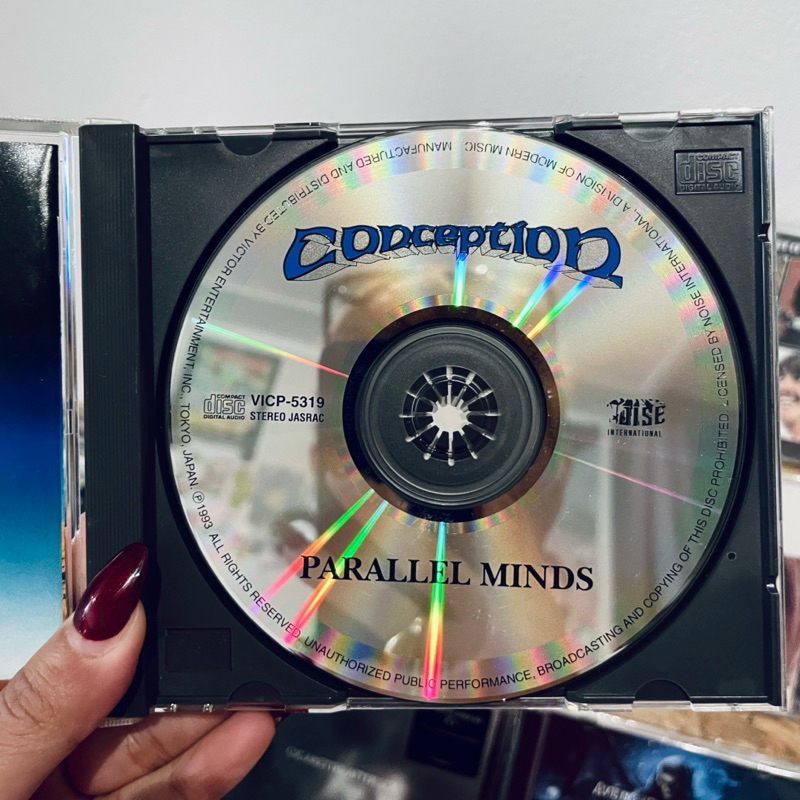 CONCEPTION
COMPACT
disc
DIGITAL AUDIO
VICP-5319
STEREO JASRAC
NOISE
INTERNATIONAL
PARALLEL MINDS
MANUFACTURED AND DISTRIBUTED BY VICTOR ENTERTAINMENT, INC., TOKYO, JAPAN. Ⓟ1993 ALL RIGHTS RESERVED. UNAUTHORIZED PUBLIC PERFORMANCE, BROADCASTING AND COPYING OF THIS DISC PROHIBITED. LICENSED BY NOISE INTERNATIONAL, A DIVISION OF MODERN MUSIC
COMPACT
disc
DIGITAL AUDIO